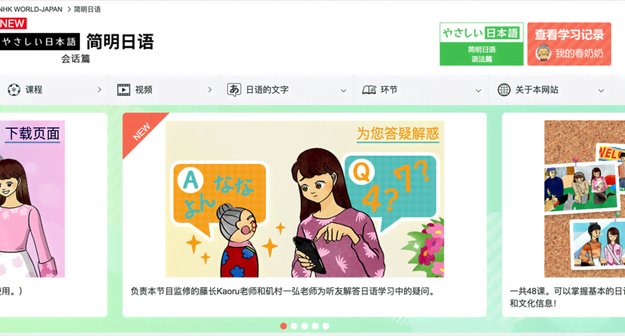 NHK WORLD-JAPAN > 简明日语
NEW
やさしい日本語
简明日语
会话篇
やさしい日本語
简明日语
语法篇
查看学习记录
我的春奶奶
课程
视频
あ
日语的文字
环节
关于本网站
下载页面
使用。）
NEW
为您答疑解惑
A
なな
よん
Q
4?7?
负责本节目监修的藤长Kaoru老师和矶村一弘老师为听友解答日语学习中的疑问。
WEL
一共48课。可以掌握基本的日
和文化信息！